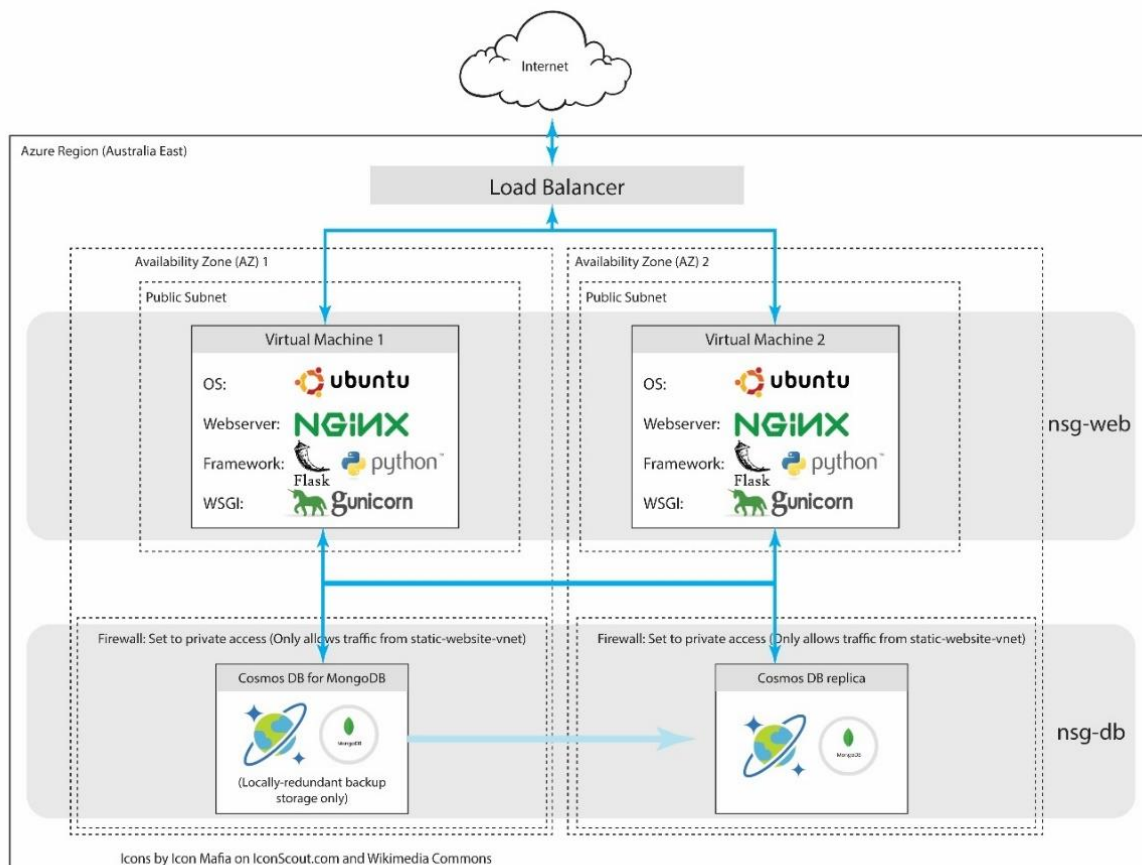 Internet
Azure Region (Australia East)
Load Balancer
Availability Zone (AZ) 1
Availability Zone (AZ) 2
Public Subnet
Public Subnet
Virtual Machine 1
OS:
ubuntu
Webserver:
NGINX
Framework:
Flask
python™
WSGI:
gunicorn
Virtual Machine 2
OS:
ubuntu
Webserver:
NGINX
Framework:
Flask
python™
WSGI:
gunicorn
nsg-web
Firewall: Set to private access (Only allows traffic from static-website-vnet)
Firewall: Set to private access (Only allows traffic from static-website-vnet)
Cosmos DB for MongoDB
MongoDB
(Locally-redundant backup
storage only)
Cosmos DB replica
MongoDB
nsg-db
Icons by Icon Mafia on IconScout.com and Wikimedia Commons